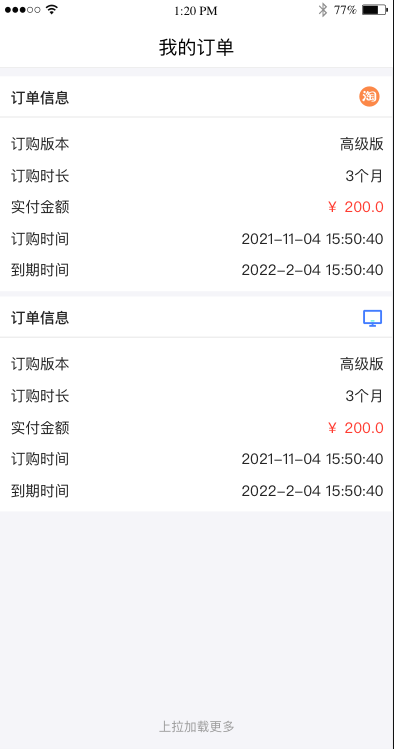 1:20 PM 77%
我的订单
订单信息 淘
订购版本 高级版
订购时长 3个月
实付金额 ¥ 200.0
订购时间 2021-11-04 15:50:40
到期时间 2022-2-04 15:50:40
订单信息
订购版本 高级版
订购时长 3个月
实付金额 ¥ 200.0
订购时间 2021-11-04 15:50:40
到期时间 2022-2-04 15:50:40
上拉加载更多